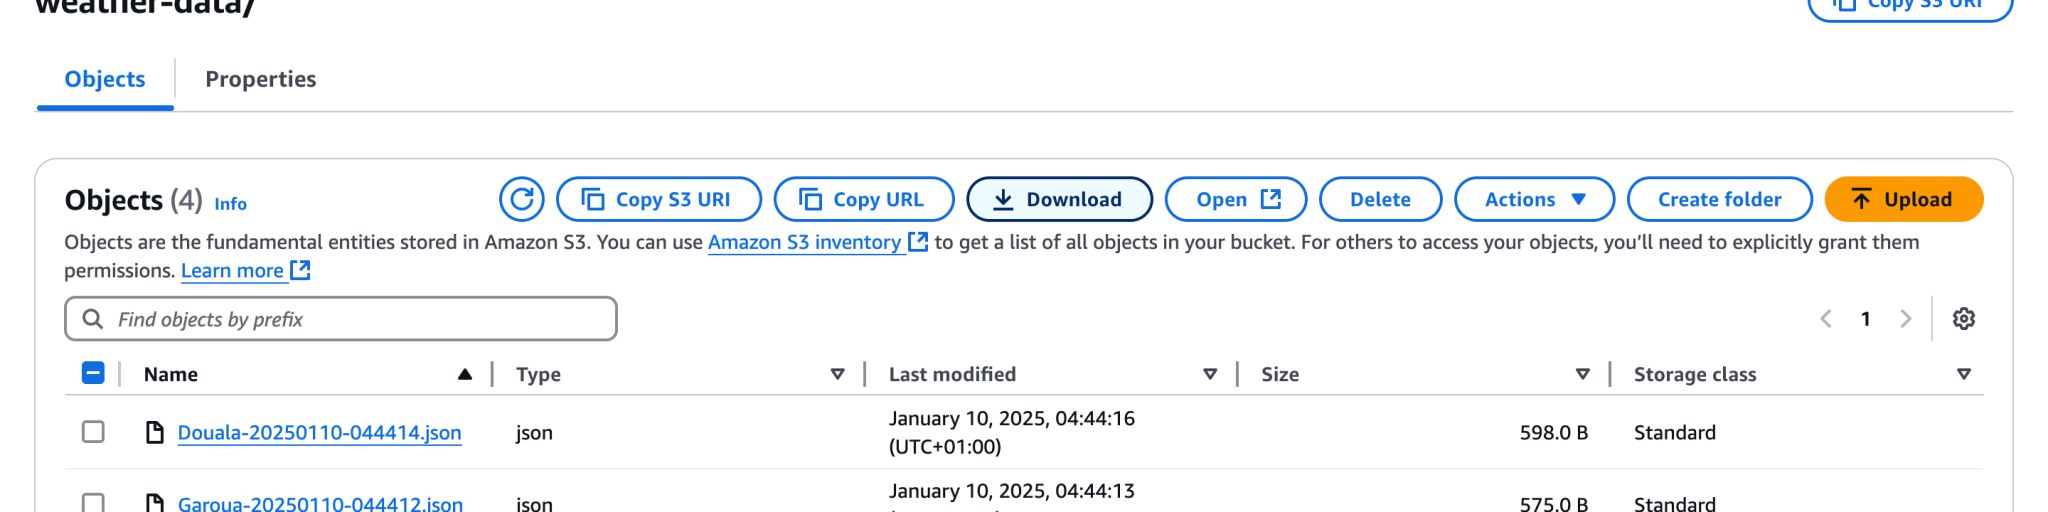 weather-data/
Copy S3 URI
Objects
Properties
Objects (4) Info
Copy S3 URI
Copy URL
Download
Open
Delete
Actions
Create folder
Upload
Objects are the fundamental entities stored in Amazon S3. You can use Amazon S3 inventory to get a list of all objects in your bucket. For others to access your objects, you’ll need to explicitly grant them
permissions. Learn more
Find objects by prefix
1
Name
Type
Last modified
Size
Storage class
Douala-20250110-044414.json
json
January 10, 2025, 04:44:16
(UTC+01:00)
598.0 B
Standard
Garoua-20250110-044412.json
json
January 10, 2025, 04:44:13
575.0 B
Standard